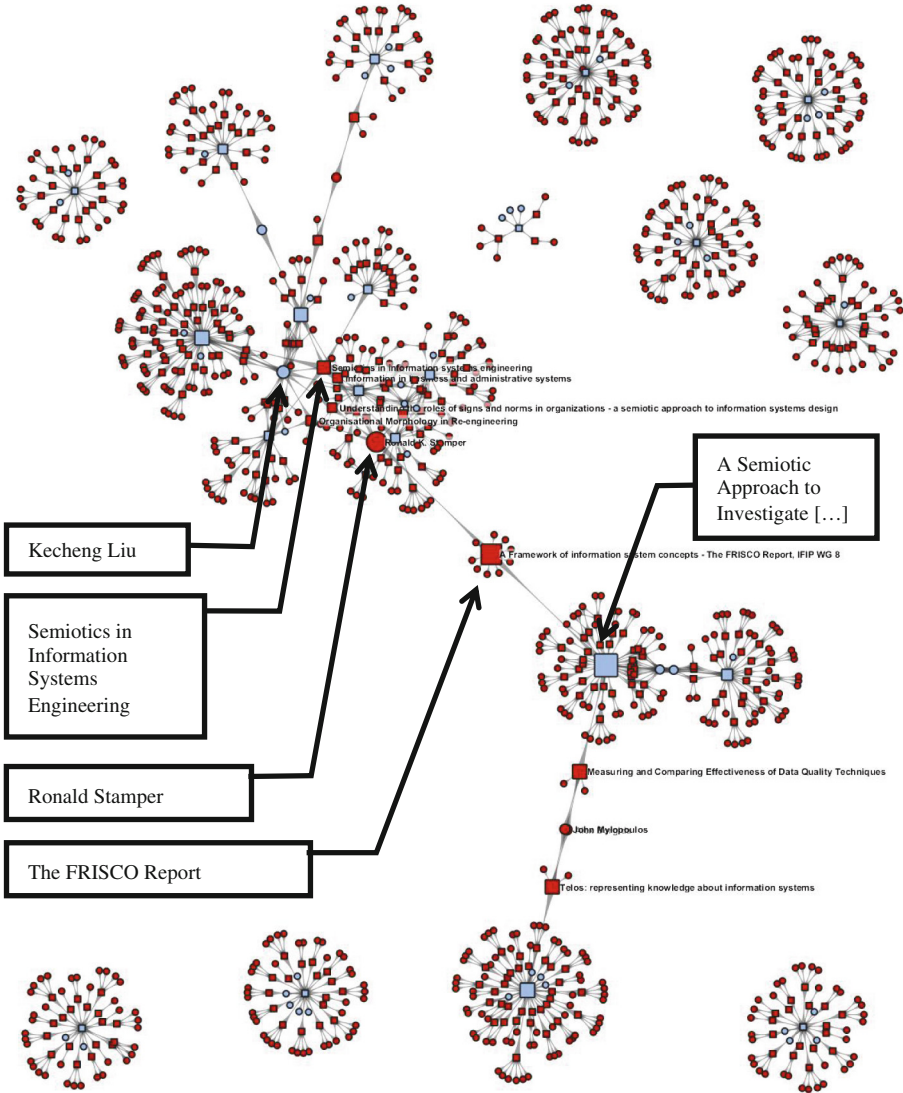 Semiotics in information systems engineering
Information in business and administrative systems
Understanding the roles of signs and norms in organizations - a semiotic approach to information systems design
Organisational Morphology in Re-engineering
Ronald K. Stamper
A Semiotic
Approach to
Investigate […]
Kecheng Liu
A Framework of information system concepts - The FRISCO Report, IFIP WG 8
Semiotics in
Information
Systems
Engineering
Ronald Stamper
Measuring and Comparing Effectiveness of Data Quality Techniques
The FRISCO Report
John Mylopoulos
Telos: representing knowledge about information systems